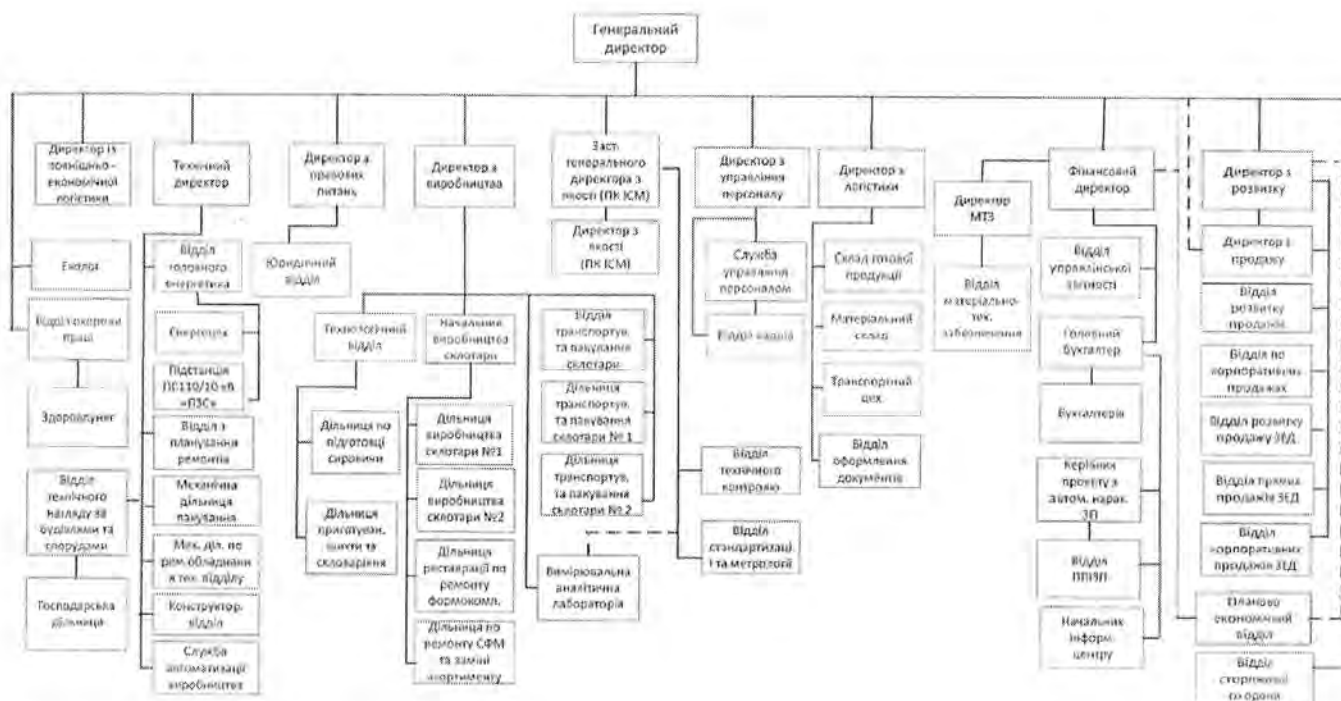 Генеральний
директор
Директор із
зовнішньо-
економічної
логістики
Технічний
директор
Директор з
правових
питань
Директор з
виробництва
Заст.
генерального
директора з
якості (ПК ІСМ)
Директор з
управління
персоналу
Директор з
логістики
Директор
МТЗ
Фінансовий
директор
Директор з
розвитку
Еколог
Відділ охорони
праці
Здоровпункт
Відділ
технічного
нагляду за
будівлями та
спорудами
Господарська
дільниця
Відділ
головного
енергетика
Енергоцех
Підстанція
ПС110/10 кВ
«ПЗС»
Відділ з
планування
ремонтів
Механічна
дільниця
пакування
Мех. діл. по
рем.обладнанн
я тех. відділу
Конструктор.
відділ
Служба
автоматизації
виробництва
Юридичний
відділ
Технологічний
відділ
Дільниця по
підготовці
сировини
Дільниця
приготуван.
шихти та
скловаріння
Начальник
виробництва
склотари
Дільниця
виробництва
склотари №1
Дільниця
виробництва
склотари №2
Дільниця
реставрації по
ремонту
формокомл.
Дільниця по
ремонту СФМ
та заміні
асортименту
Директор з
якості
(ПК ІСМ)
Відділ
транспортув.
та пакування
склотари
Дільниця
транспортув.
та пакування
склотари № 1
Дільниця
транспортув.
та пакування
склотари № 2
Вимірювальна
аналітична
лабораторія
Служба
управління
персоналом
Відділ кадрів
Відділ
технічного
контролю
Відділ
стандартизаці
ї та метрології
Склад готової
продукції
Матеріальний
склад
Транспортний
цех
Відділ
оформлення
документів
Відділ
матеріально-
тех.
забезпечення
Відділ
управлінської
звітності
Головний
бухгалтер
Бухгалтерія
Керівник
проекту з
автом. нарах.
ЗП
Відділ
Начальник
інформ.
центру
Директор з
продажу
Відділ
розвитку
продажів
Відділ по
корпоративних
продажах
Відділ розвитку
продажу ЗЕД
Відділ прямих
продажів ЗЕД
Відділ
корпоративних
продажів ЗЕД
Планово
економічний
відділ
Відділ
сторожової
охорони